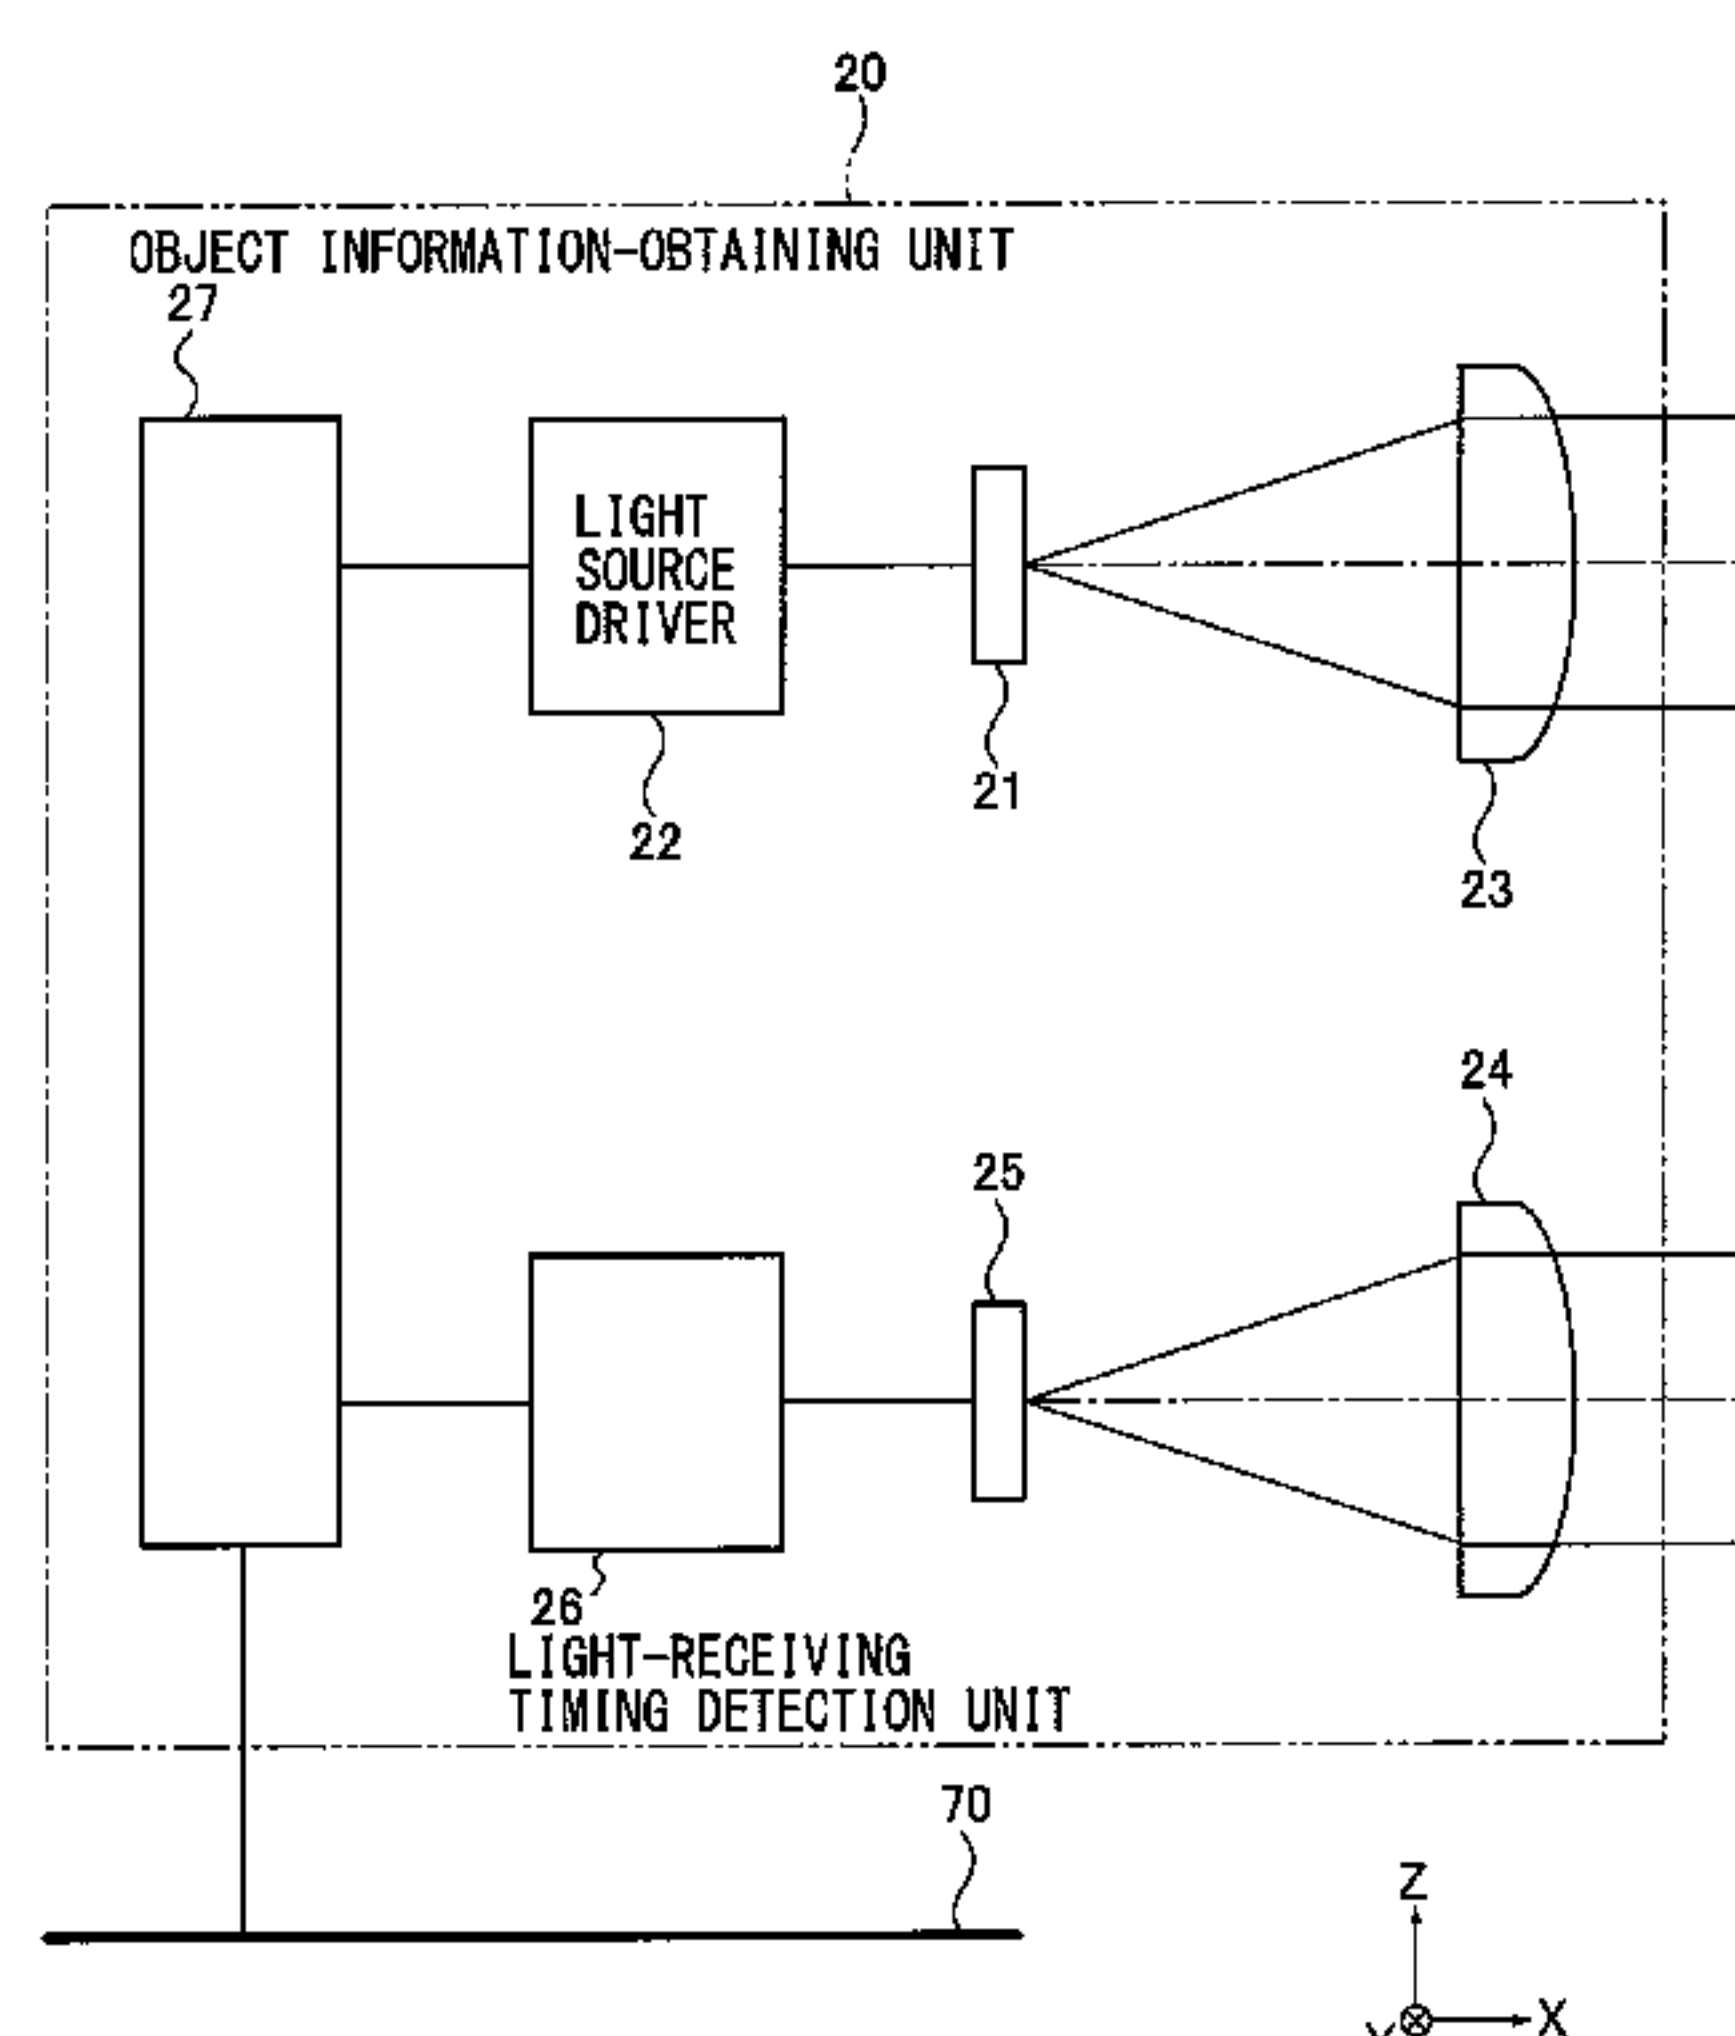 20
OBJECT INFORMATION-OBTAINING UNIT
27
LIGHT
SOURCE
DRIVER
21
22
23
24
25
26
LIGHT-RECEIVING
TIMING DETECTION UNIT
70
Z
X
Y